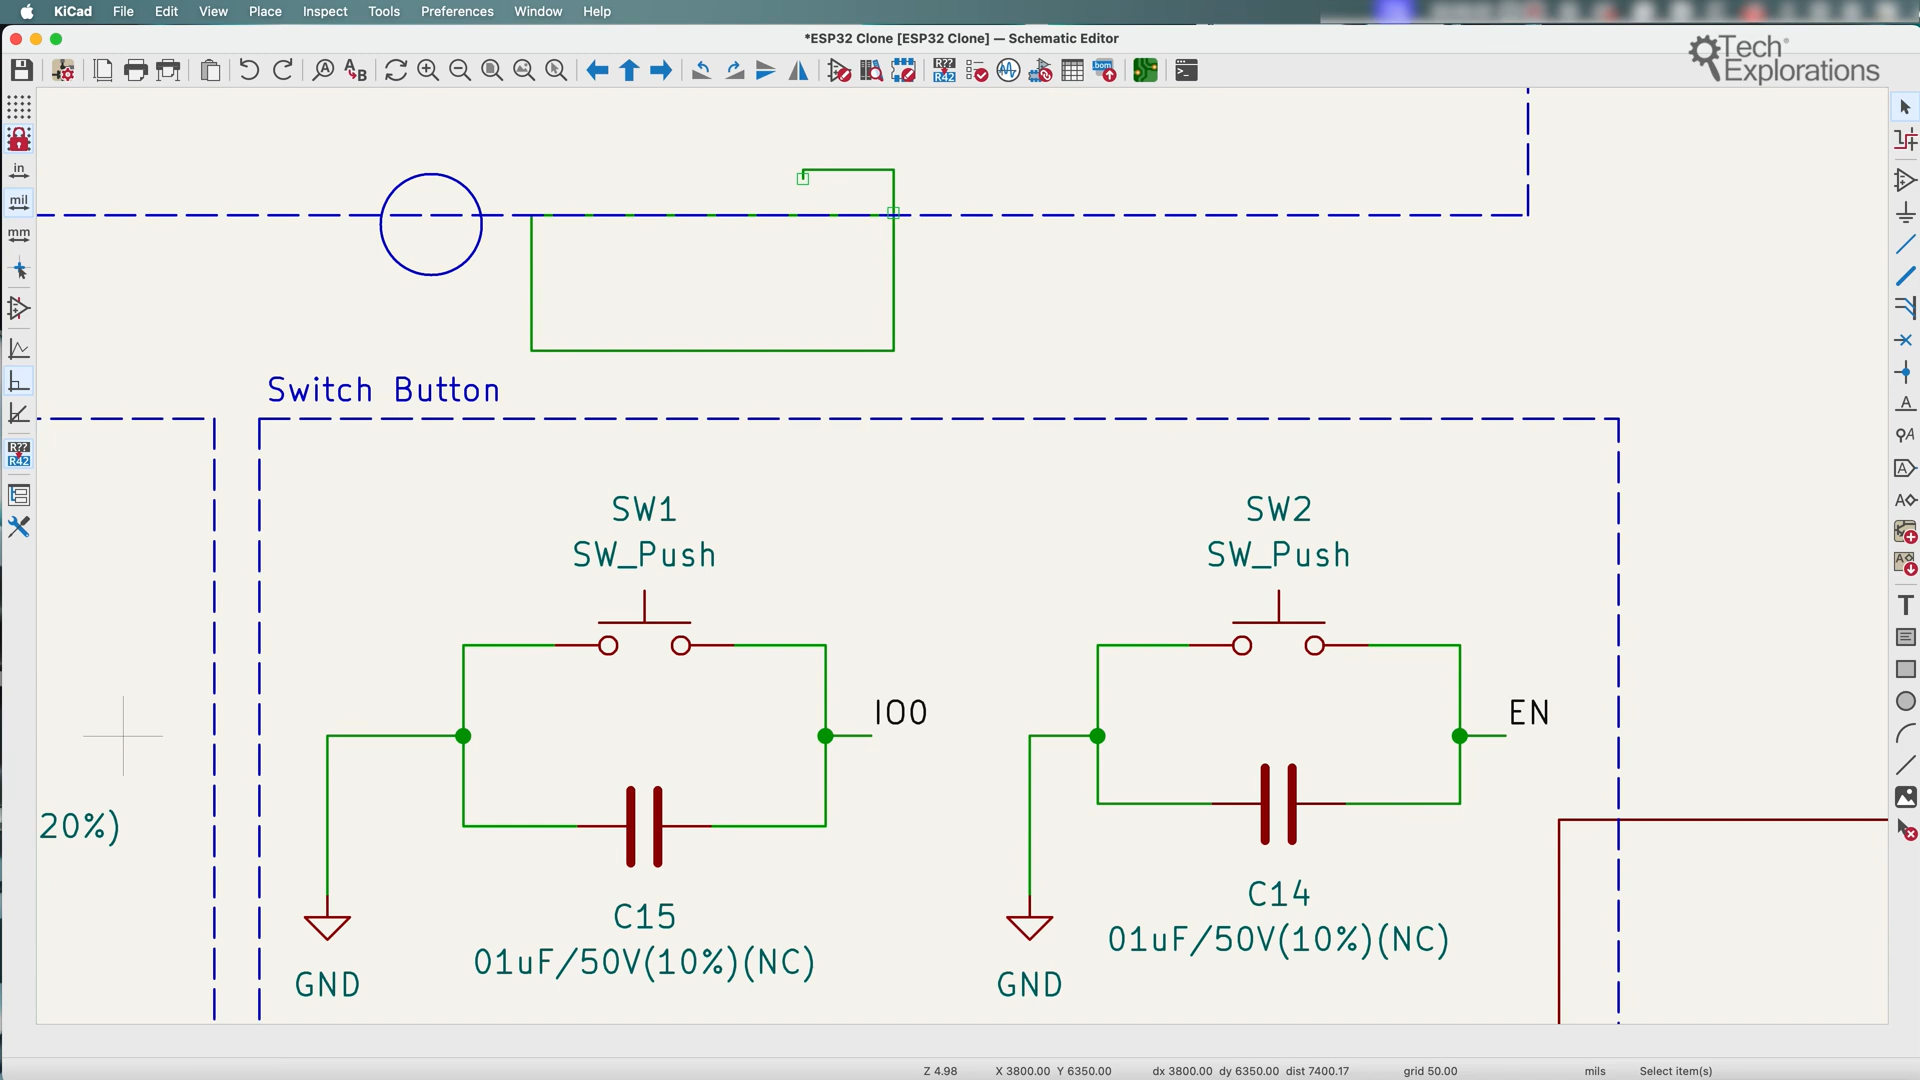 KiCad File Edit View Place Inspect Tools Preferences Window Help
*ESP32 Clone [ESP32 Clone] — Schematic Editor
Tech
Explorations
A
B
R??
R42
bom
in
mil
mm
R??
R42
A
A
A
A
A
T
Switch Button
SW1
SW_Push
SW2
SW_Push
IO0
EN
20%)
C15
01uF/50V(10%)(NC)
GND
C14
01uF/50V(10%)(NC)
GND
Z 4.98 X 3800.00 Y 6350.00 dx 3800.00 dy 6350.00 dist 7400.17 grid 50.00 mils Select item(s)